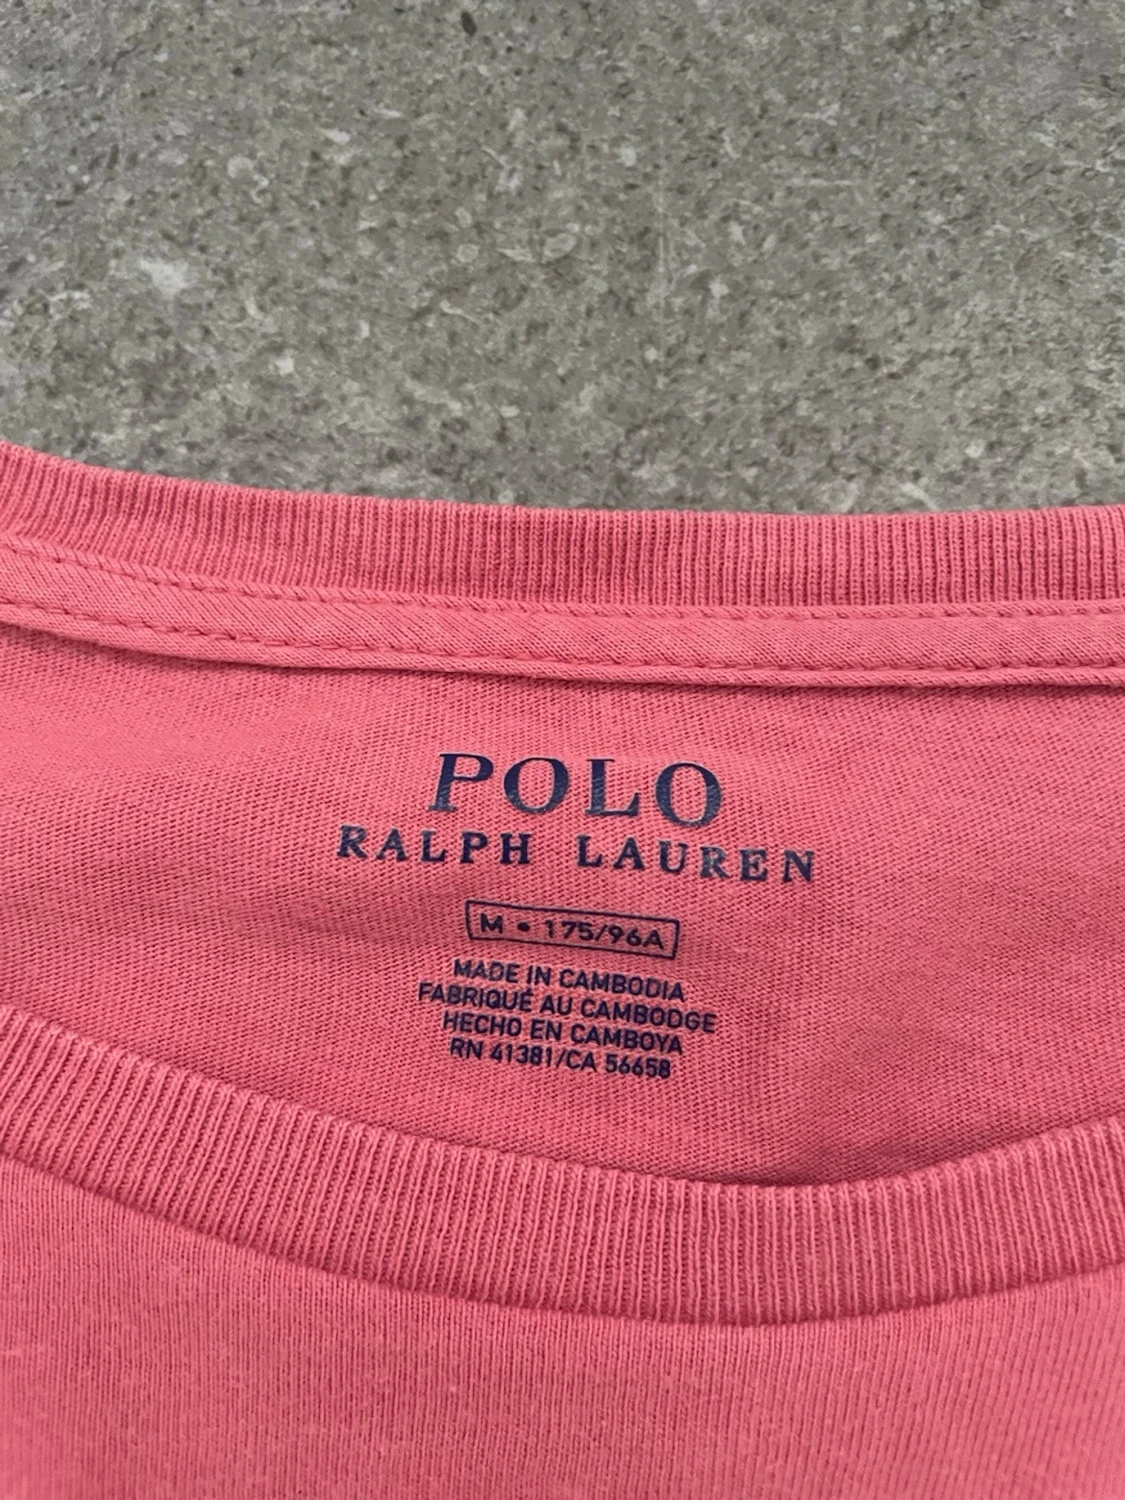 POLO
RALPH LAUREN
M • 175/96A
MADE IN CAMBODIA
FABRIQUÉ AU CAMBODGE
HECHO EN CAMBOYA
RN 41381/CA 56658